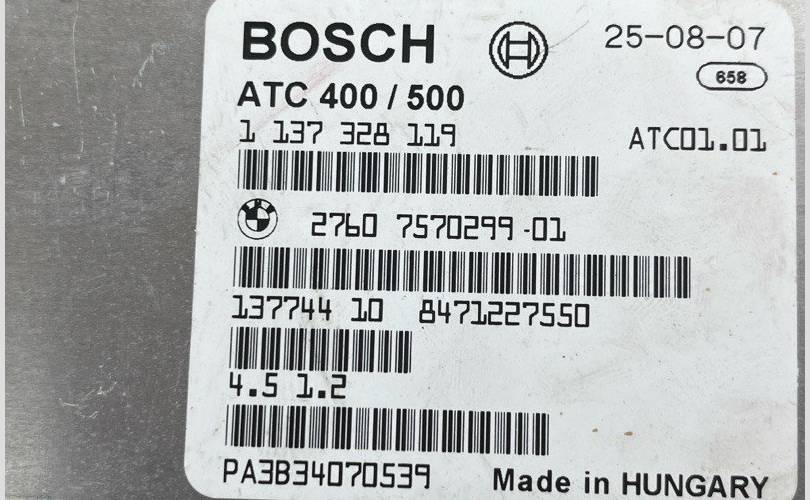 BOSCH 25-08-07
658
ATC 400 / 500
1 137 328 119 ATC01.01
BMW
2760 7570299 -01
137744 10 8471227550
4.5 1.2
PA3B34070539 Made in HUNGARY